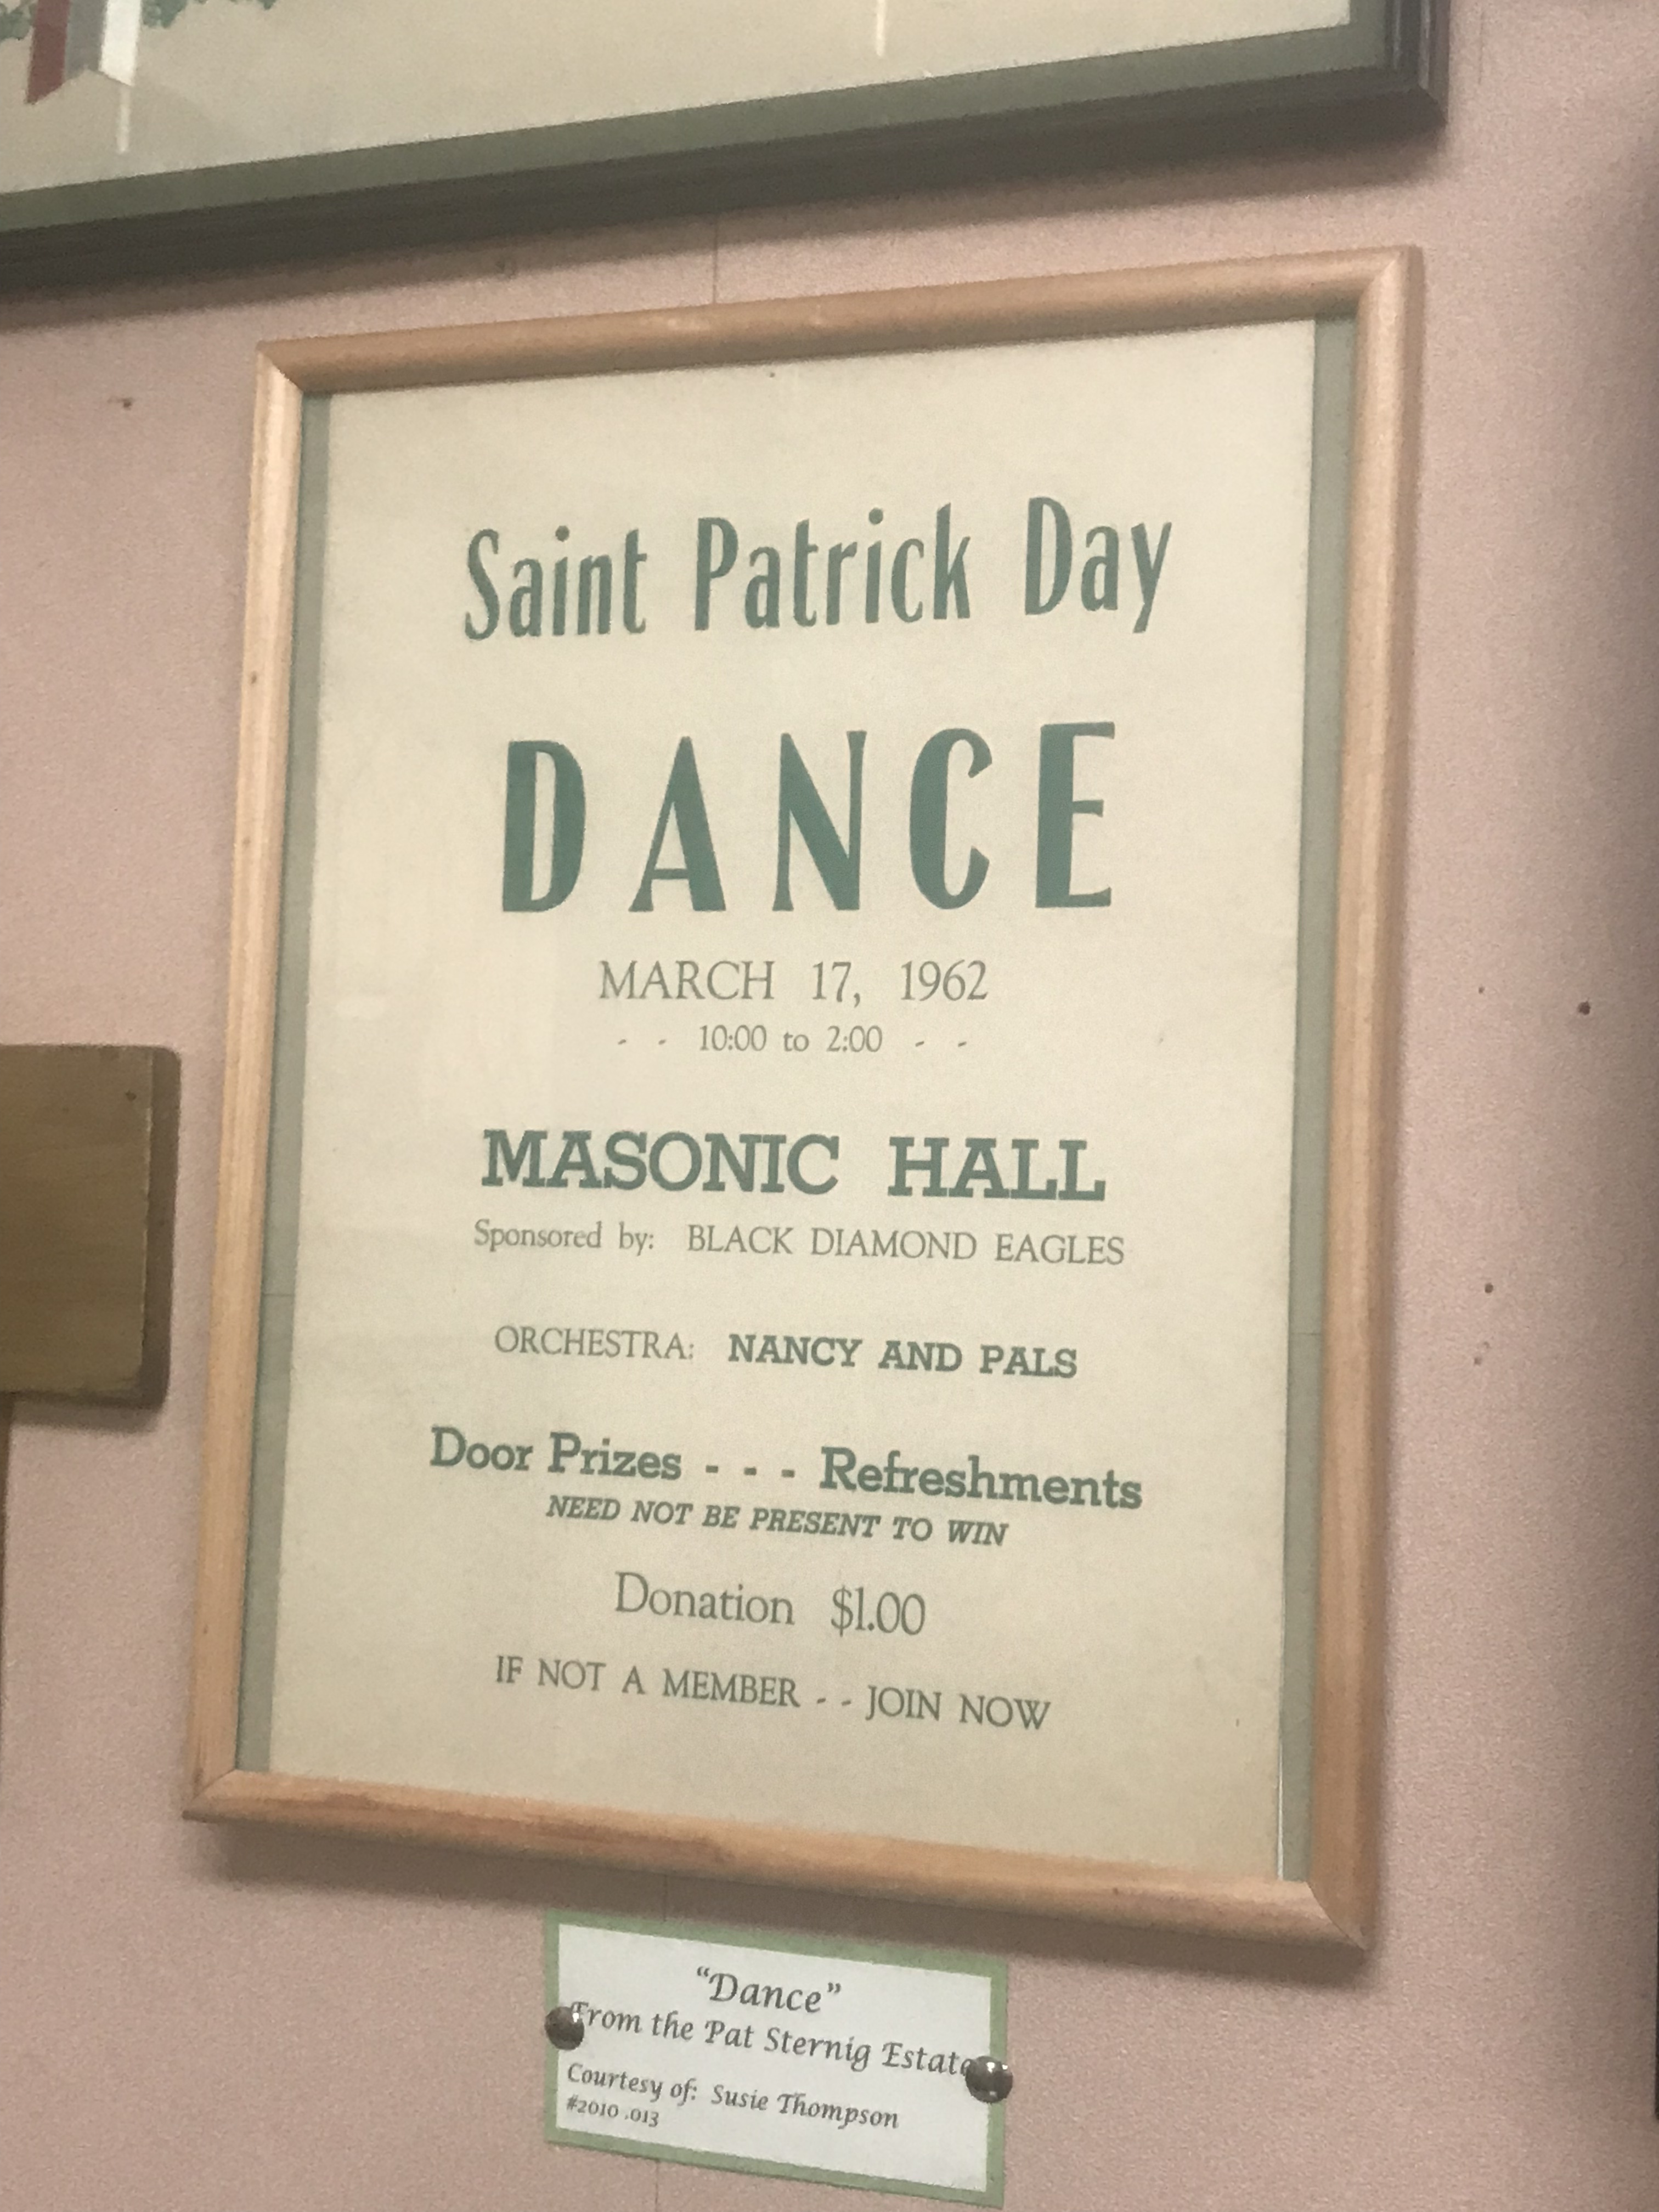 Saint Patrick Day
DANCE
MARCH 17, 1962
- - 10:00 to 2:00 - -
MASONIC HALL
Sponsored by: BLACK DIAMOND EAGLES
ORCHESTRA: NANCY AND PALS
Door Prizes - - - Refreshments
NEED NOT BE PRESENT TO WIN
Donation $1.00
IF NOT A MEMBER - - JOIN NOW
"Dance"
From the Pat Sternig Estate
Courtesy of: Susie Thompson
#2010 .013